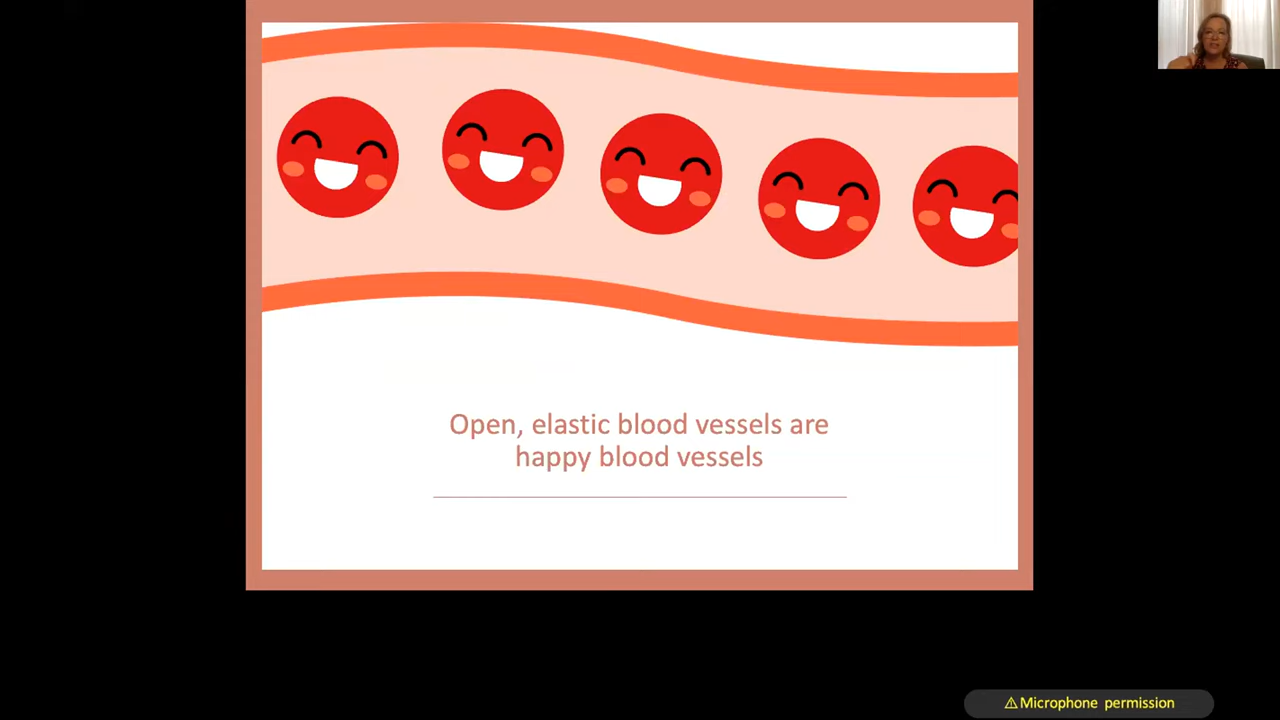 Open, elastic blood vessels are
happy blood vessels
⚠Microphone permission